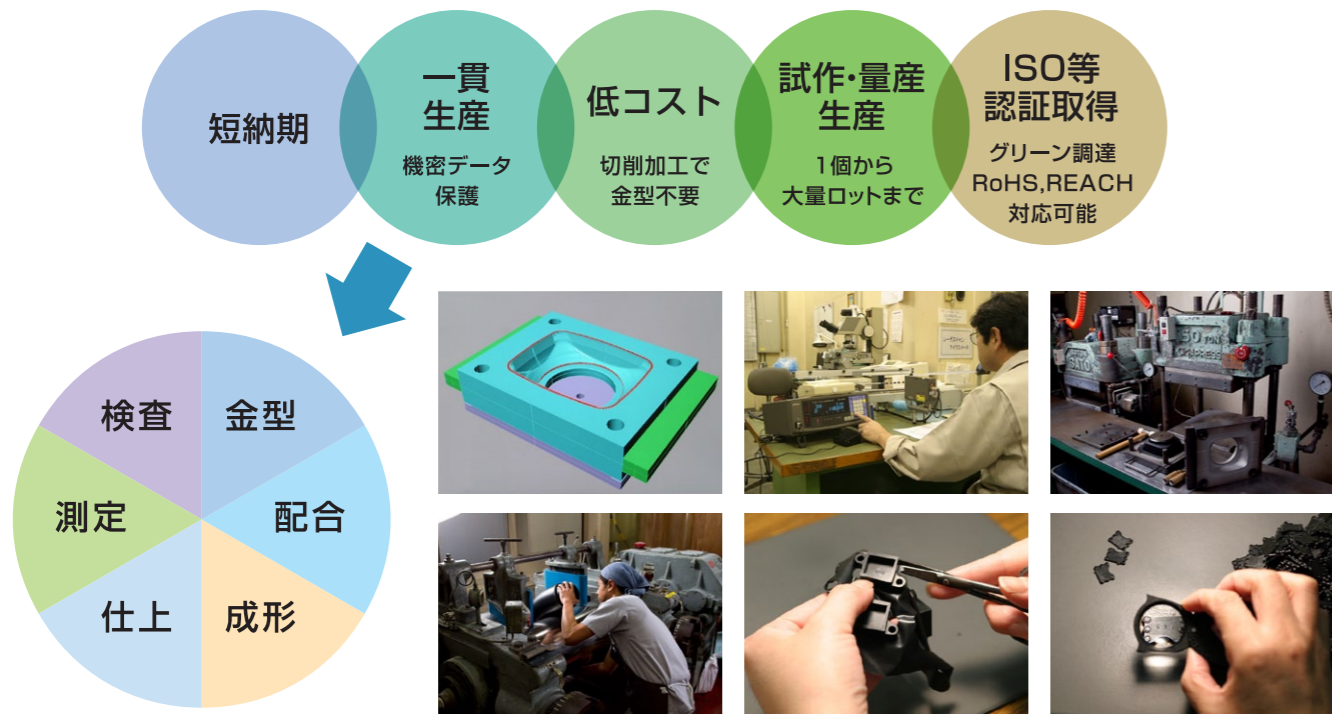 短納期
一貫
生産
機密データ
保護
低コスト
切削加工で
金型不要
試作・量産
生産
1個から
大量ロットまで
ISO等
認証取得
グリーン調達
RoHS,REACH
対応可能
検査
金型
測定
配合
仕上
成形